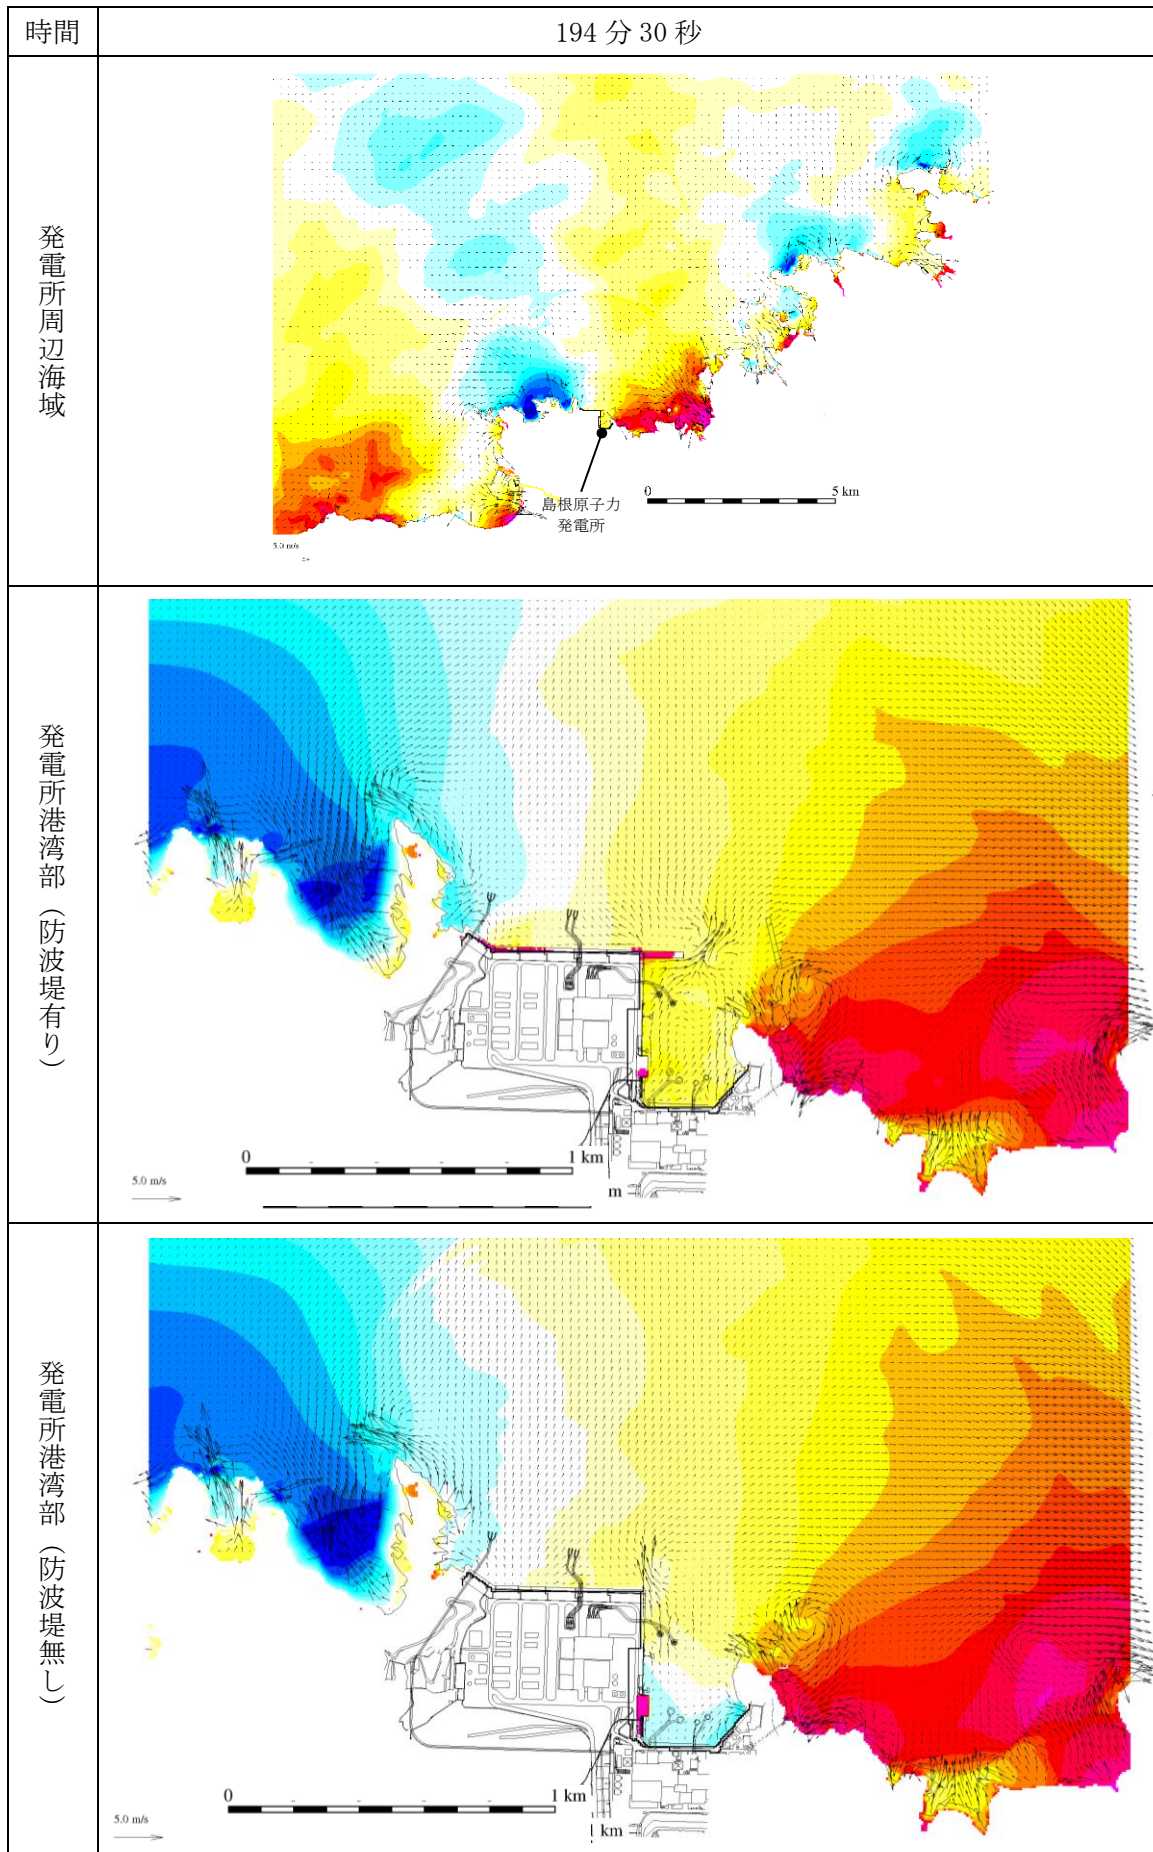 時間
194 分 30 秒
発電所周辺海域
島根原子力
発電所
0
5 km
5.0 m/s
発電所港湾部（防波堤有り）
0
1 km
5.0 m/s
m
発電所港湾部（防波堤無し）
0
1 km
5.0 m/s
km